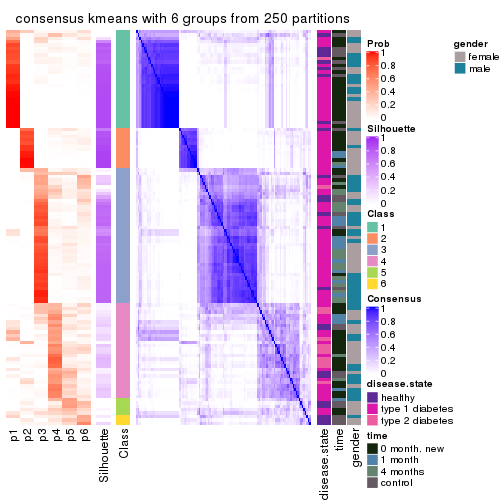 consensus kmeans with 6 groups from 250 partitions
Prob
1
0.8
0.6
0.4
0.2
0
gender
female
male
Silhouette
1
0.8
0.6
0.4
0.2
0
Class
1
2
3
4
5
6
Consensus
1
0.8
0.6
0.4
0.2
0
disease.state
healthy
type 1 diabetes
type 2 diabetes
time
0 month. new
1 month
4 months
control
p1
p2
p3
p4
p5
p6
Silhouette
Class
disease.state
time
gender